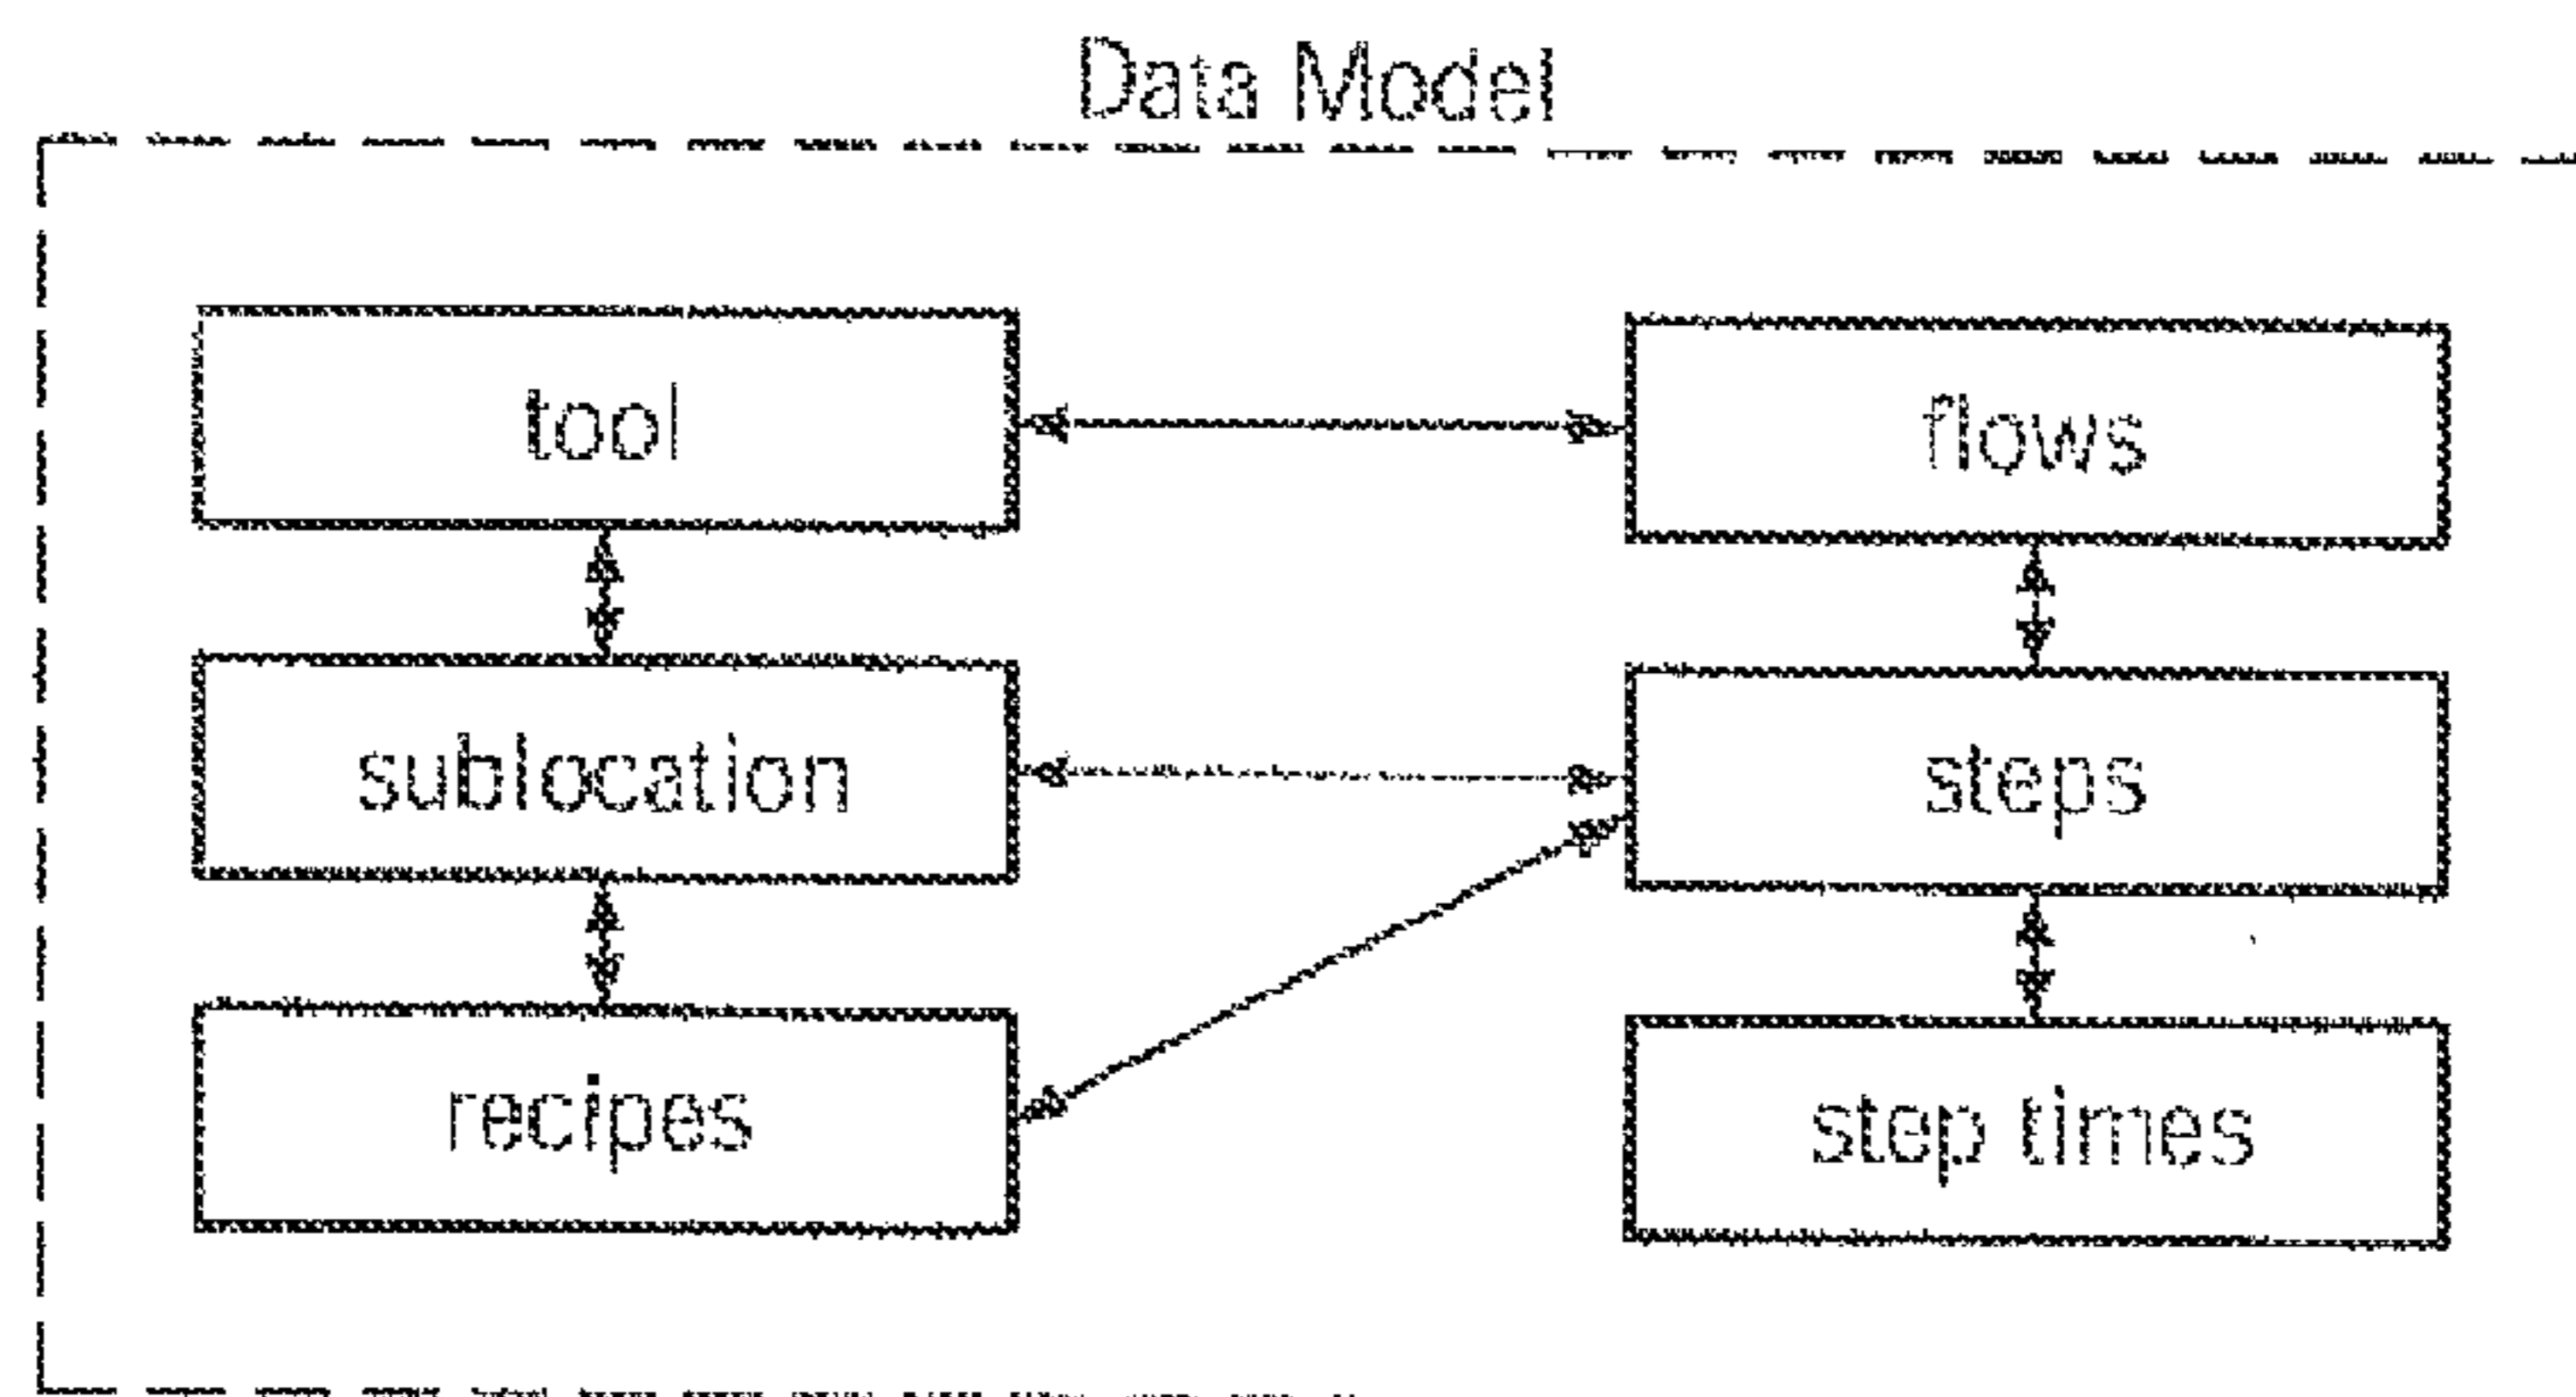 Data Model
tool
flows
sublocation
steps
recipes
step times